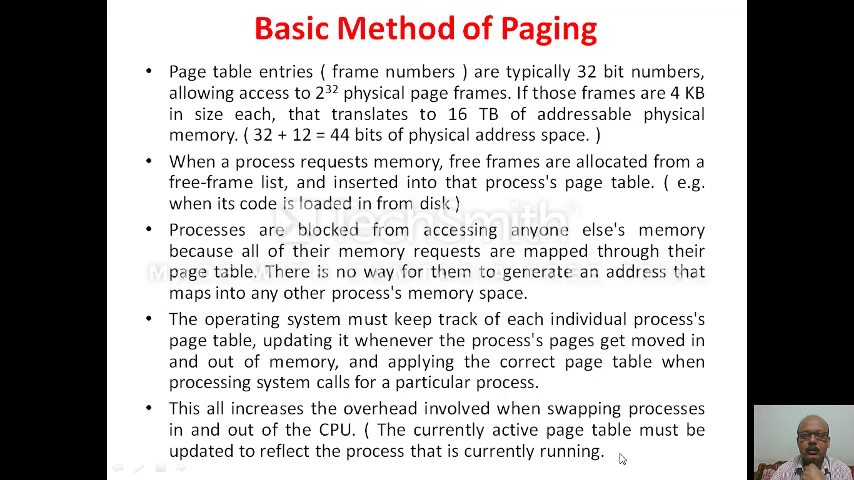 Basic Method of Paging
• Page table entries ( frame numbers ) are typically 32 bit numbers,
allowing access to 2³² physical page frames. If those frames are 4 KB
in size each, that translates to 16 TB of addressable physical
memory. ( 32 + 12 = 44 bits of physical address space. )
• When a process requests memory, free frames are allocated from a
free-frame list, and inserted into that process's page table. ( e.g.
when its code is loaded in from disk )
• Processes are blocked from accessing anyone else's memory
because all of their memory requests are mapped through their
page table. There is no way for them to generate an address that
maps into any other process's memory space.
• The operating system must keep track of each individual process's
page table, updating it whenever the process's pages get moved in
and out of memory, and applying the correct page table when
processing system calls for a particular process.
• This all increases the overhead involved when swapping processes
in and out of the CPU. ( The currently active page table must be
updated to reflect the process that is currently running.
TechSmith